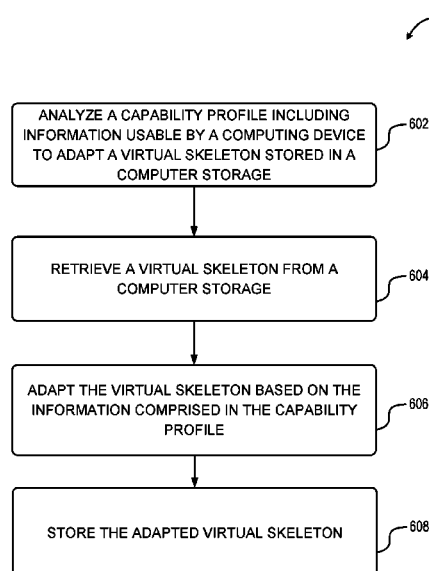 ANALYZE A CAPABILITY PROFILE INCLUDING
INFORMATION USABLE BY A COMPUTING DEVICE
TO ADAPT A VIRTUAL SKELETON STORED IN A
COMPUTER STORAGE
602
RETRIEVE A VIRTUAL SKELETON FROM A
COMPUTER STORAGE
604
ADAPT THE VIRTUAL SKELETON BASED ON THE
INFORMATION COMPRISED IN THE CAPABILITY
PROFILE
606
STORE THE ADAPTED VIRTUAL SKELETON
608